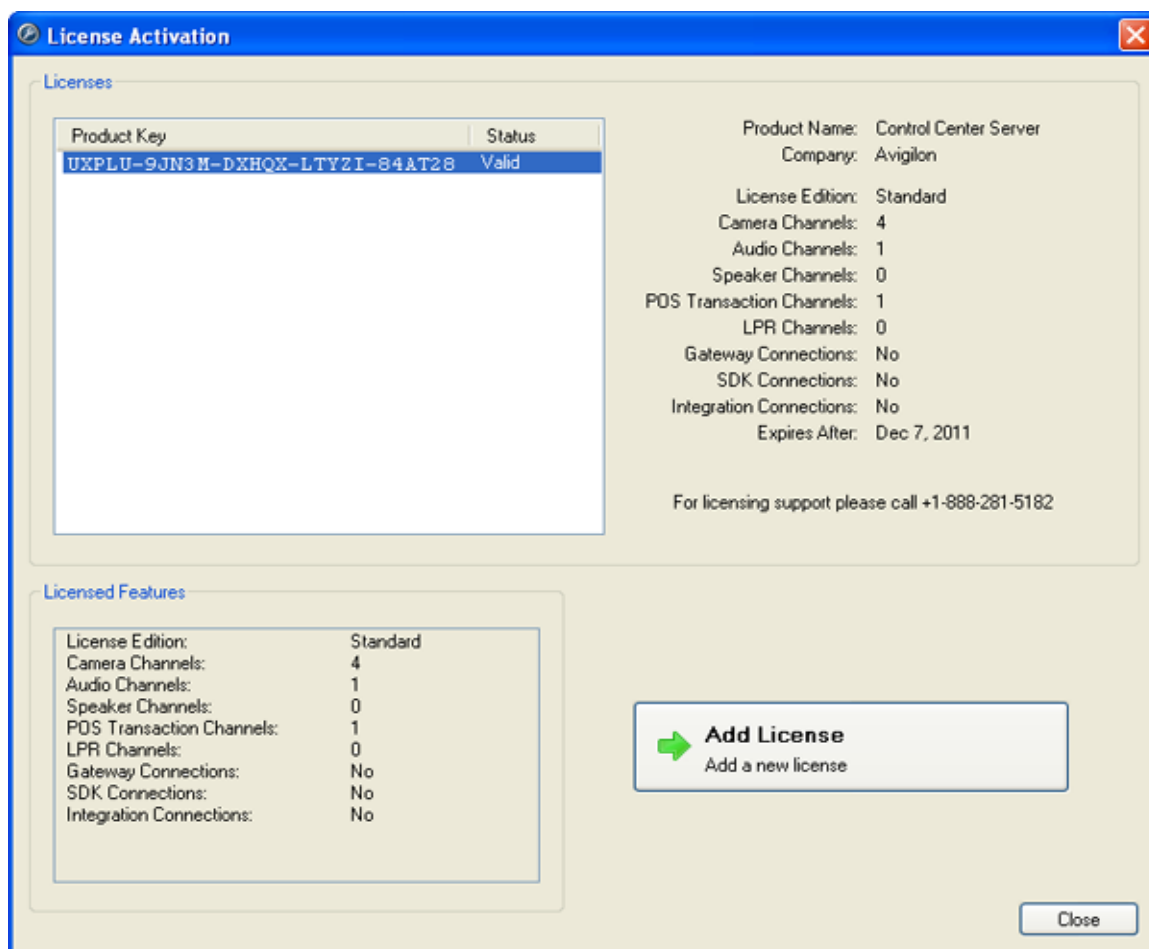 License Activation
Licenses
Product Key Status
UXPLU-9JN3M-DXHQX-LTYZI-84AT28 Valid
Product Name: Control Center Server
Company: Avigilon
License Edition: Standard
Camera Channels: 4
Audio Channels: 1
Speaker Channels: 0
POS Transaction Channels: 1
LPR Channels: 0
Gateway Connections: No
SDK Connections: No
Integration Connections: No
Expires After: Dec 7, 2011
For licensing support please call +1-888-281-5182
Licensed Features
License Edition: Standard
Camera Channels: 4
Audio Channels: 1
Speaker Channels: 0
POS Transaction Channels: 1
LPR Channels: 0
Gateway Connections: No
SDK Connections: No
Integration Connections: No
Add License
Add a new license
Close